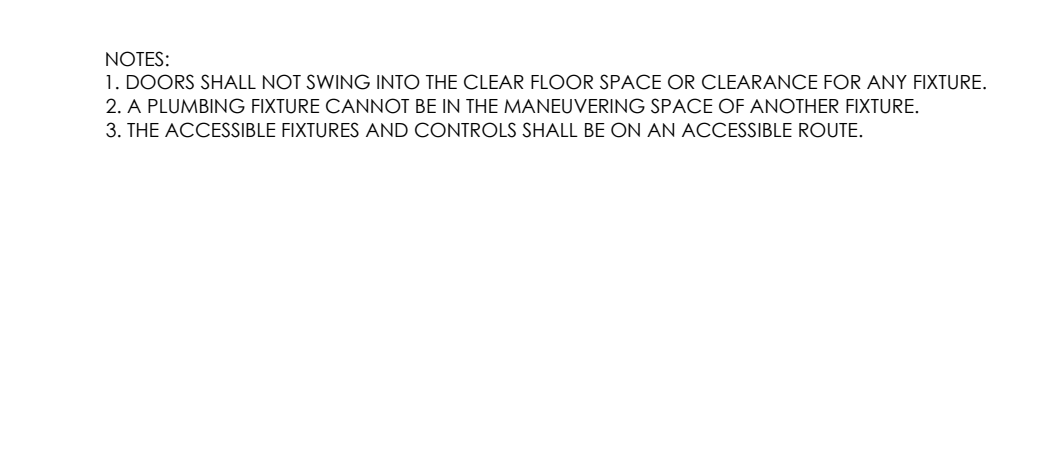 NOTES:
1. DOORS SHALL NOT SWING INTO THE CLEAR FLOOR SPACE OR CLEARANCE FOR ANY FIXTURE.
2. A PLUMBING FIXTURE CANNOT BE IN THE MANEUVERING SPACE OF ANOTHER FIXTURE.
3. THE ACCESSIBLE FIXTURES AND CONTROLS SHALL BE ON AN ACCESSIBLE ROUTE.